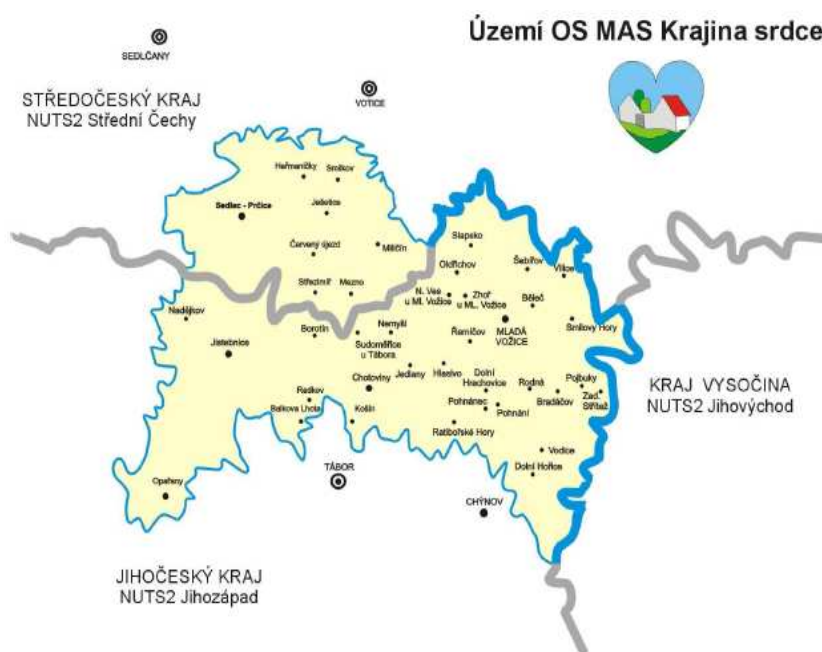 Území OS MAS Krajina srdce
SEDLČANY
VOTICE
STŘEDOČESKÝ KRAJ
NUTS2 Střední Čechy
Heřmaničky
Smilkov
Sedlec - Prčice
Ješetice
Červený újezd
Miličín
Slapsko
Oldřichov
Šebířov
Vilice
Střezimíř
Mezno
N. Ves
u Ml. Vožice
Zhoř
u ML. Vožice
Běleč
Nadějkov
Borotín
Nemyšl
Sudoměřice
u Tábora
Řemíčov
MLADÁ
VOŽICE
Smilovy Hory
Jistebnice
Jedlany
Hlasivo
Dolní
Hrachovice
Rodná
Pojbuky
Chotoviny
Pohnánec
Pohnání
Bradáčov
Zad.
Střítež
KRAJ VYSOČINA
NUTS2 Jihovýchod
Radkov
Balkova Lhota
Košín
Ratibořské Hory
Vodice
Dolní Hořice
Opařany
TÁBOR
CHÝNOV
JIHOČESKÝ KRAJ
NUTS2 Jihozápad